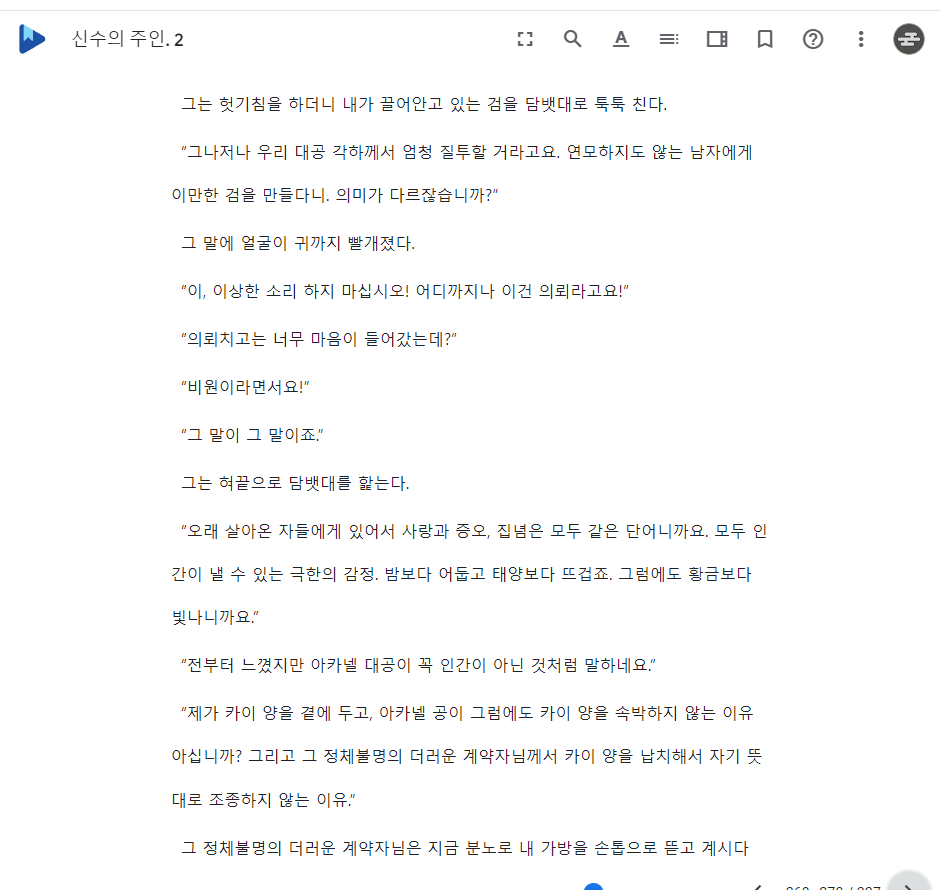 신수의 주인. 2
그는 헛기침을 하더니 내가 끌어안고 있는 검을 담뱃대로 툭툭 친다.
"그나저나 우리 대공 각하께서 엄청 질투할 거라고요. 연모하지도 않는 남자에게
이만한 검을 만들다니. 의미가 다르잖습니까?"
그 말에 얼굴이 귀까지 빨개졌다.
"이, 이상한 소리 하지 마십시오! 어디까지나 이건 의뢰라고요!"
"의뢰치고는 너무 마음이 들어갔는데?"
"비원이라면서요!"
"그 말이 그 말이죠."
그는 혀끝으로 담뱃대를 핥는다.
"오래 살아온 자들에게 있어서 사랑과 증오, 집념은 모두 같은 단어니까요. 모두 인
간이 낼 수 있는 극한의 감정. 밤보다 어둡고 태양보다 뜨겁죠. 그럼에도 황금보다
빛나니까요."
"전부터 느꼈지만 아카넬 대공이 꼭 인간이 아닌 것처럼 말하네요."
"제가 카이 양을 곁에 두고, 아카넬 공이 그럼에도 카이 양을 속박하지 않는 이유
아십니까? 그리고 그 정체불명의 더러운 계약자님께서 카이 양을 납치해서 자기 뜻
대로 조종하지 않는 이유."
그 정체불명의 더러운 계약자님은 지금 분노로 내 가방을 손톱으로 뜯고 계시다